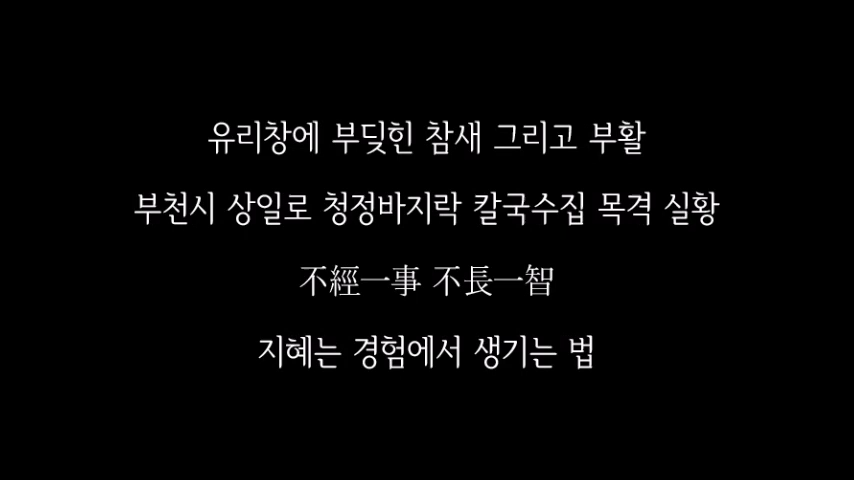 유리창에 부딪힌 참새 그리고 부활
부천시 상일로 청정바지락 칼국수집 목격 실황
不經一事 不長一智
지혜는 경험에서 생기는 법